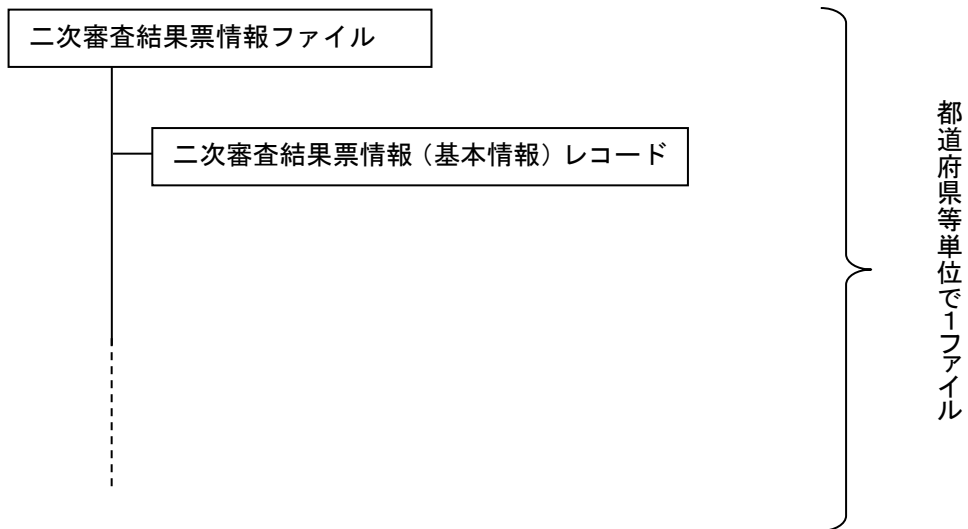 二次審査結果票情報ファイル
二次審査結果票情報（基本情報）レコード
都道府県等単位で１ファイル